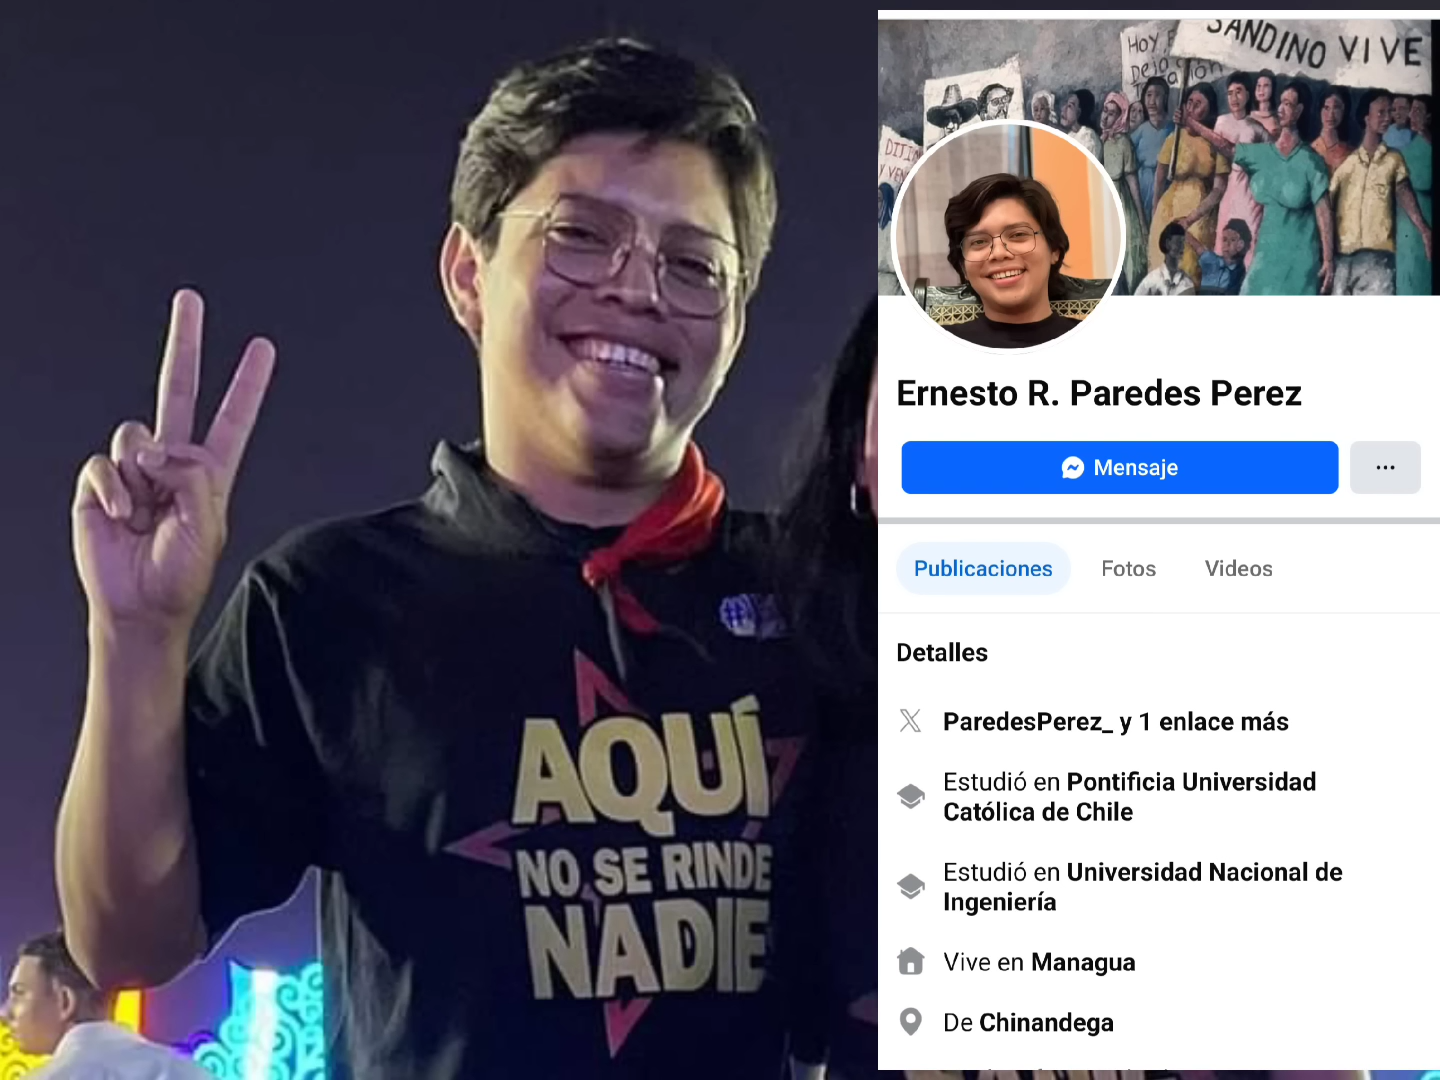 AQUÍ
NO SE RINDE
NADIE
SANDINO VIVE
HOY
Ernesto R. Paredes Perez
Mensaje
Publicaciones
Fotos
Videos
Detalles
ParedesPerez_ y 1 enlace más
Estudió en Pontificia Universidad
Católica de Chile
Estudió en Universidad Nacional de
Ingeniería
Vive en Managua
De Chinandega